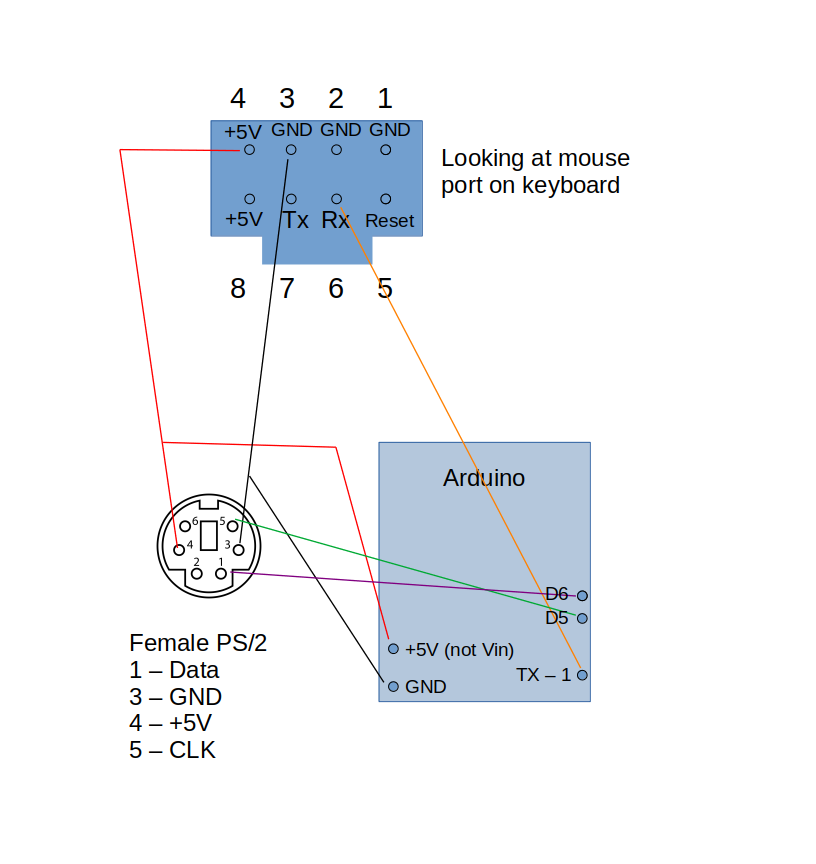 4 3 2 1
+5V GND GND GND
Looking at mouse
port on keyboard
+5V Tx Rx Reset
8 7 6 5
Arduino
6 5
4 3
2 1
D6
D5
+5V (not Vin)
TX – 1
GND
Female PS/2
1 – Data
3 – GND
4 – +5V
5 – CLK